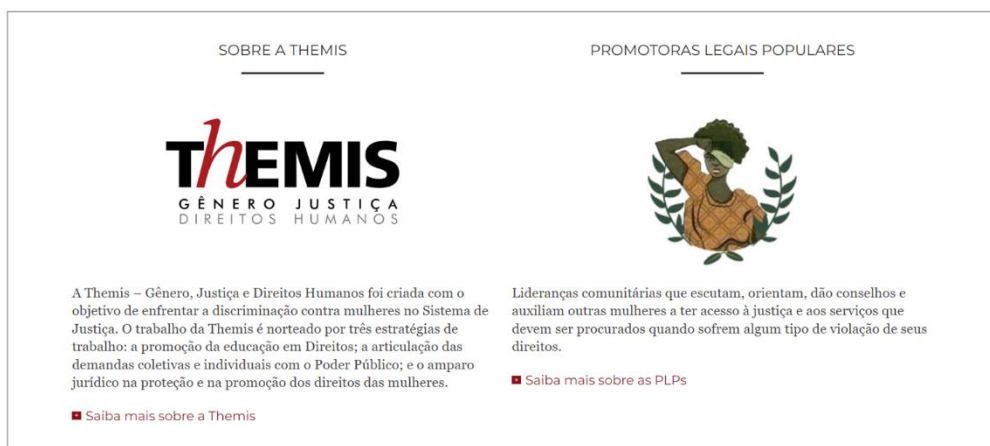 SOBRE A THEMIS
THEMIS
GÊNERO JUSTIÇA
DIREITOS HUMANOS
A Themis – Gênero, Justiça e Direitos Humanos foi criada com o
objetivo de enfrentar a discriminação contra mulheres no Sistema de
Justiça. O trabalho da Themis é norteado por três estratégias de
trabalho: a promoção da educação em Direitos; a articulação das
demandas coletivas e individuais com o Poder Público; e o amparo
jurídico na proteção e na promoção dos direitos das mulheres.
Saiba mais sobre a Themis
PROMOTORAS LEGAIS POPULARES
Lideranças comunitárias que escutam, orientam, dão conselhos e
auxiliam outras mulheres a ter acesso à justiça e aos serviços que
devem ser procurados quando sofrem algum tipo de violação de seus
direitos.
Saiba mais sobre as PLPs